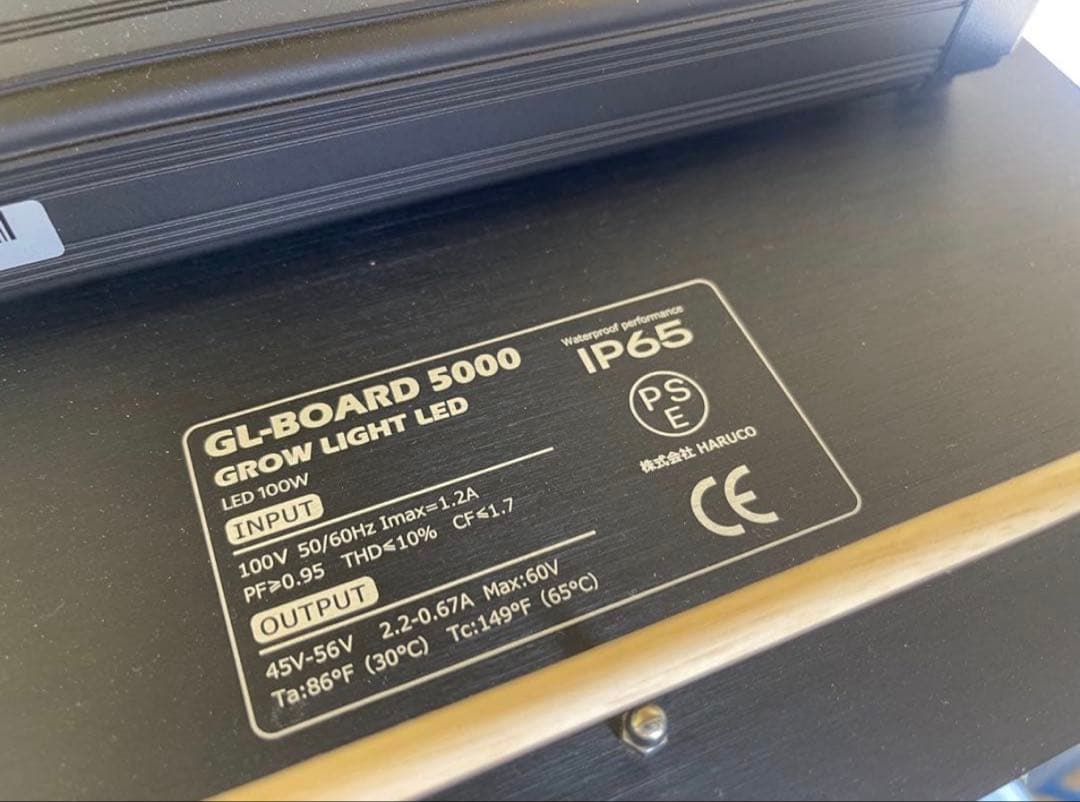 GL-BOARD 5000
GROW LIGHT LED
LED 100W
INPUT
100V 50/60Hz Imax=1.2A
PF≥0.95 THD≤10% CF≤1.7
OUTPUT
45V-56V 2.2-0.67A Max:60V
Ta:86°F (30°C) Tc:149°F (65°C)
Waterproof performance
IP65
PS
E
株式会社 HARUCO
CE